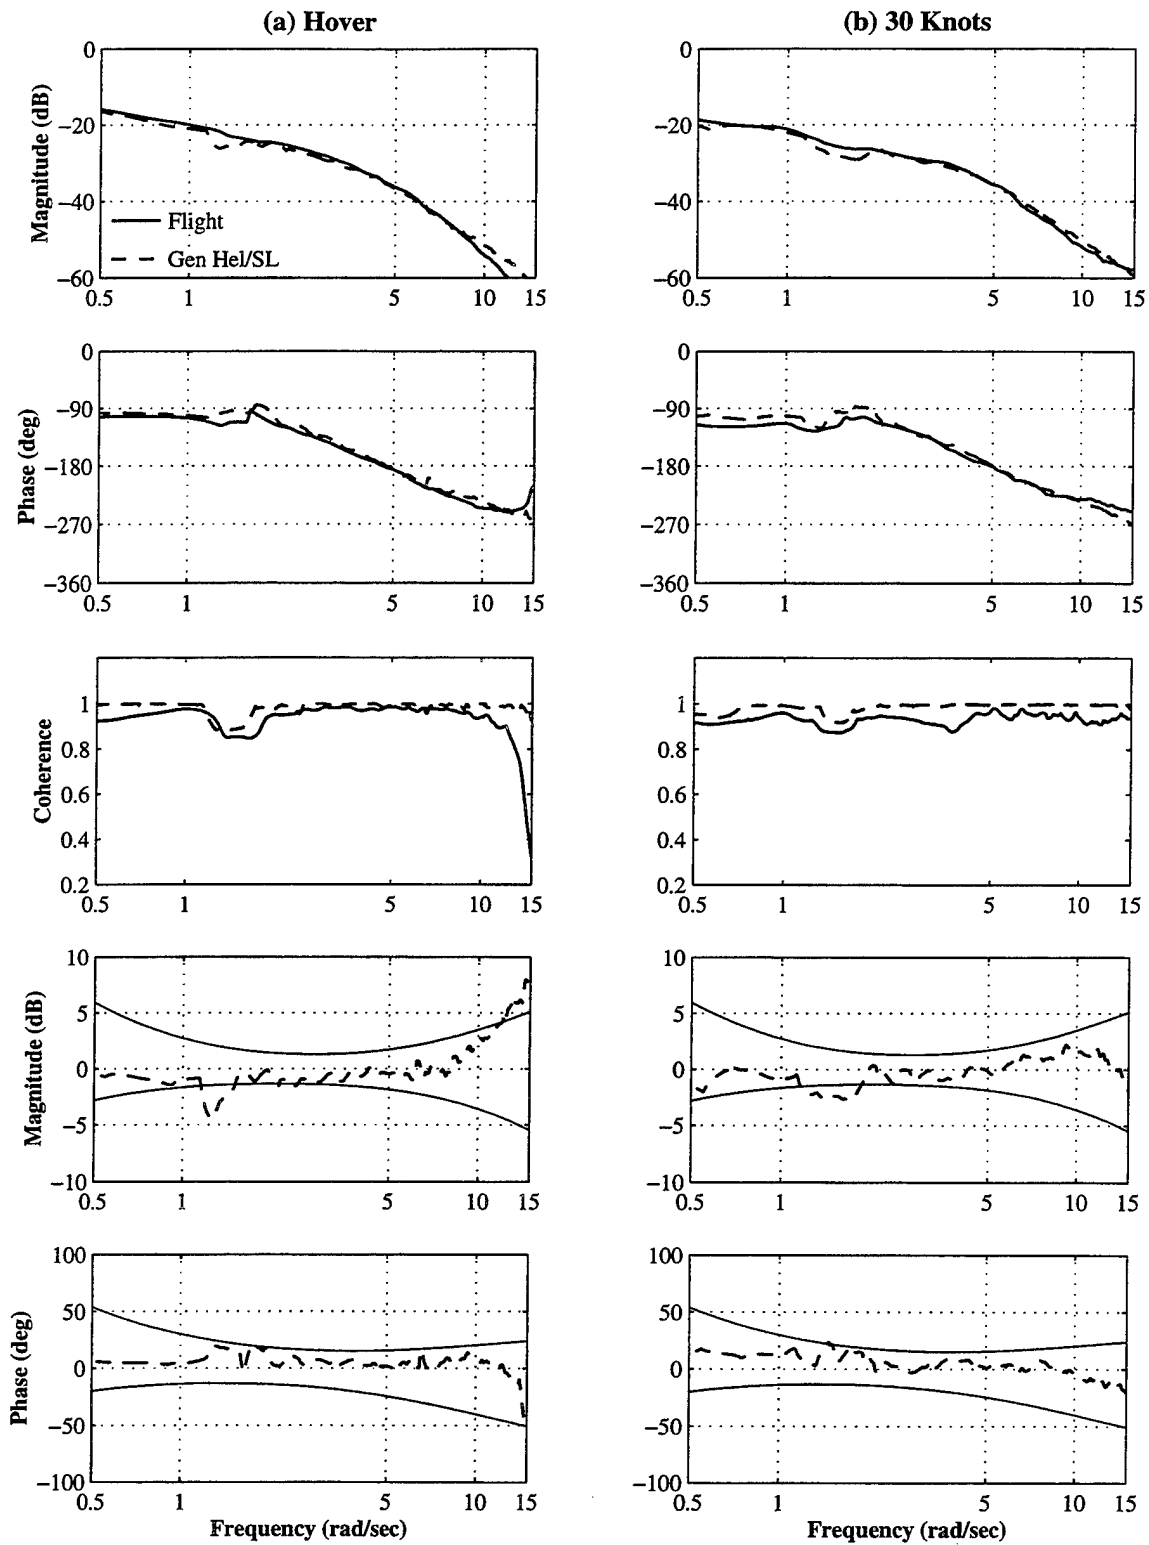 (a) Hover
(b) 30 Knots
Magnitude (dB)
0
−20
−40
−60
Flight
Gen Hel/SL
0.5 1 5 10 15
0
−20
−40
−60
0.5 1 5 10 15
Phase (deg)
0
−90
−180
−270
−360
0.5 1 5 10 15
0
−90
−180
−270
−360
0.5 1 5 10 15
Coherence
1
0.8
0.6
0.4
0.2
0.5 1 5 10 15
1
0.8
0.6
0.4
0.2
0.5 1 5 10 15
Magnitude (dB)
10
5
0
−5
−10
0.5 1 5 10 15
10
5
0
−5
−10
0.5 1 5 10 15
Phase (deg)
100
50
0
−50
−100
0.5 1 5 10 15
Frequency (rad/sec)
100
50
0
−50
−100
0.5 1 5 10 15
Frequency (rad/sec)